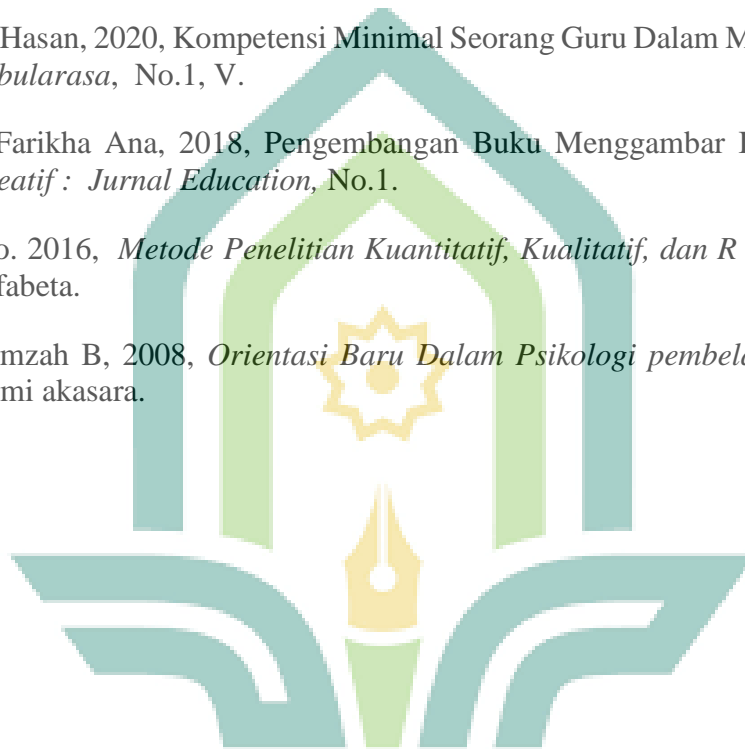 Hasan, 2020, Kompetensi Minimal Seorang Guru Dalam M
bularasa, No.1, V.
Farikha Ana, 2018, Pengembangan Buku Menggambar
eatif : Jurnal Education, No.1.
o. 2016, Metode Penelitian Kuantitatif, Kualitatif, dan R
fabeta.
mzah B, 2008, Orientasi Baru Dalam Psikologi pembela
mi akasara.